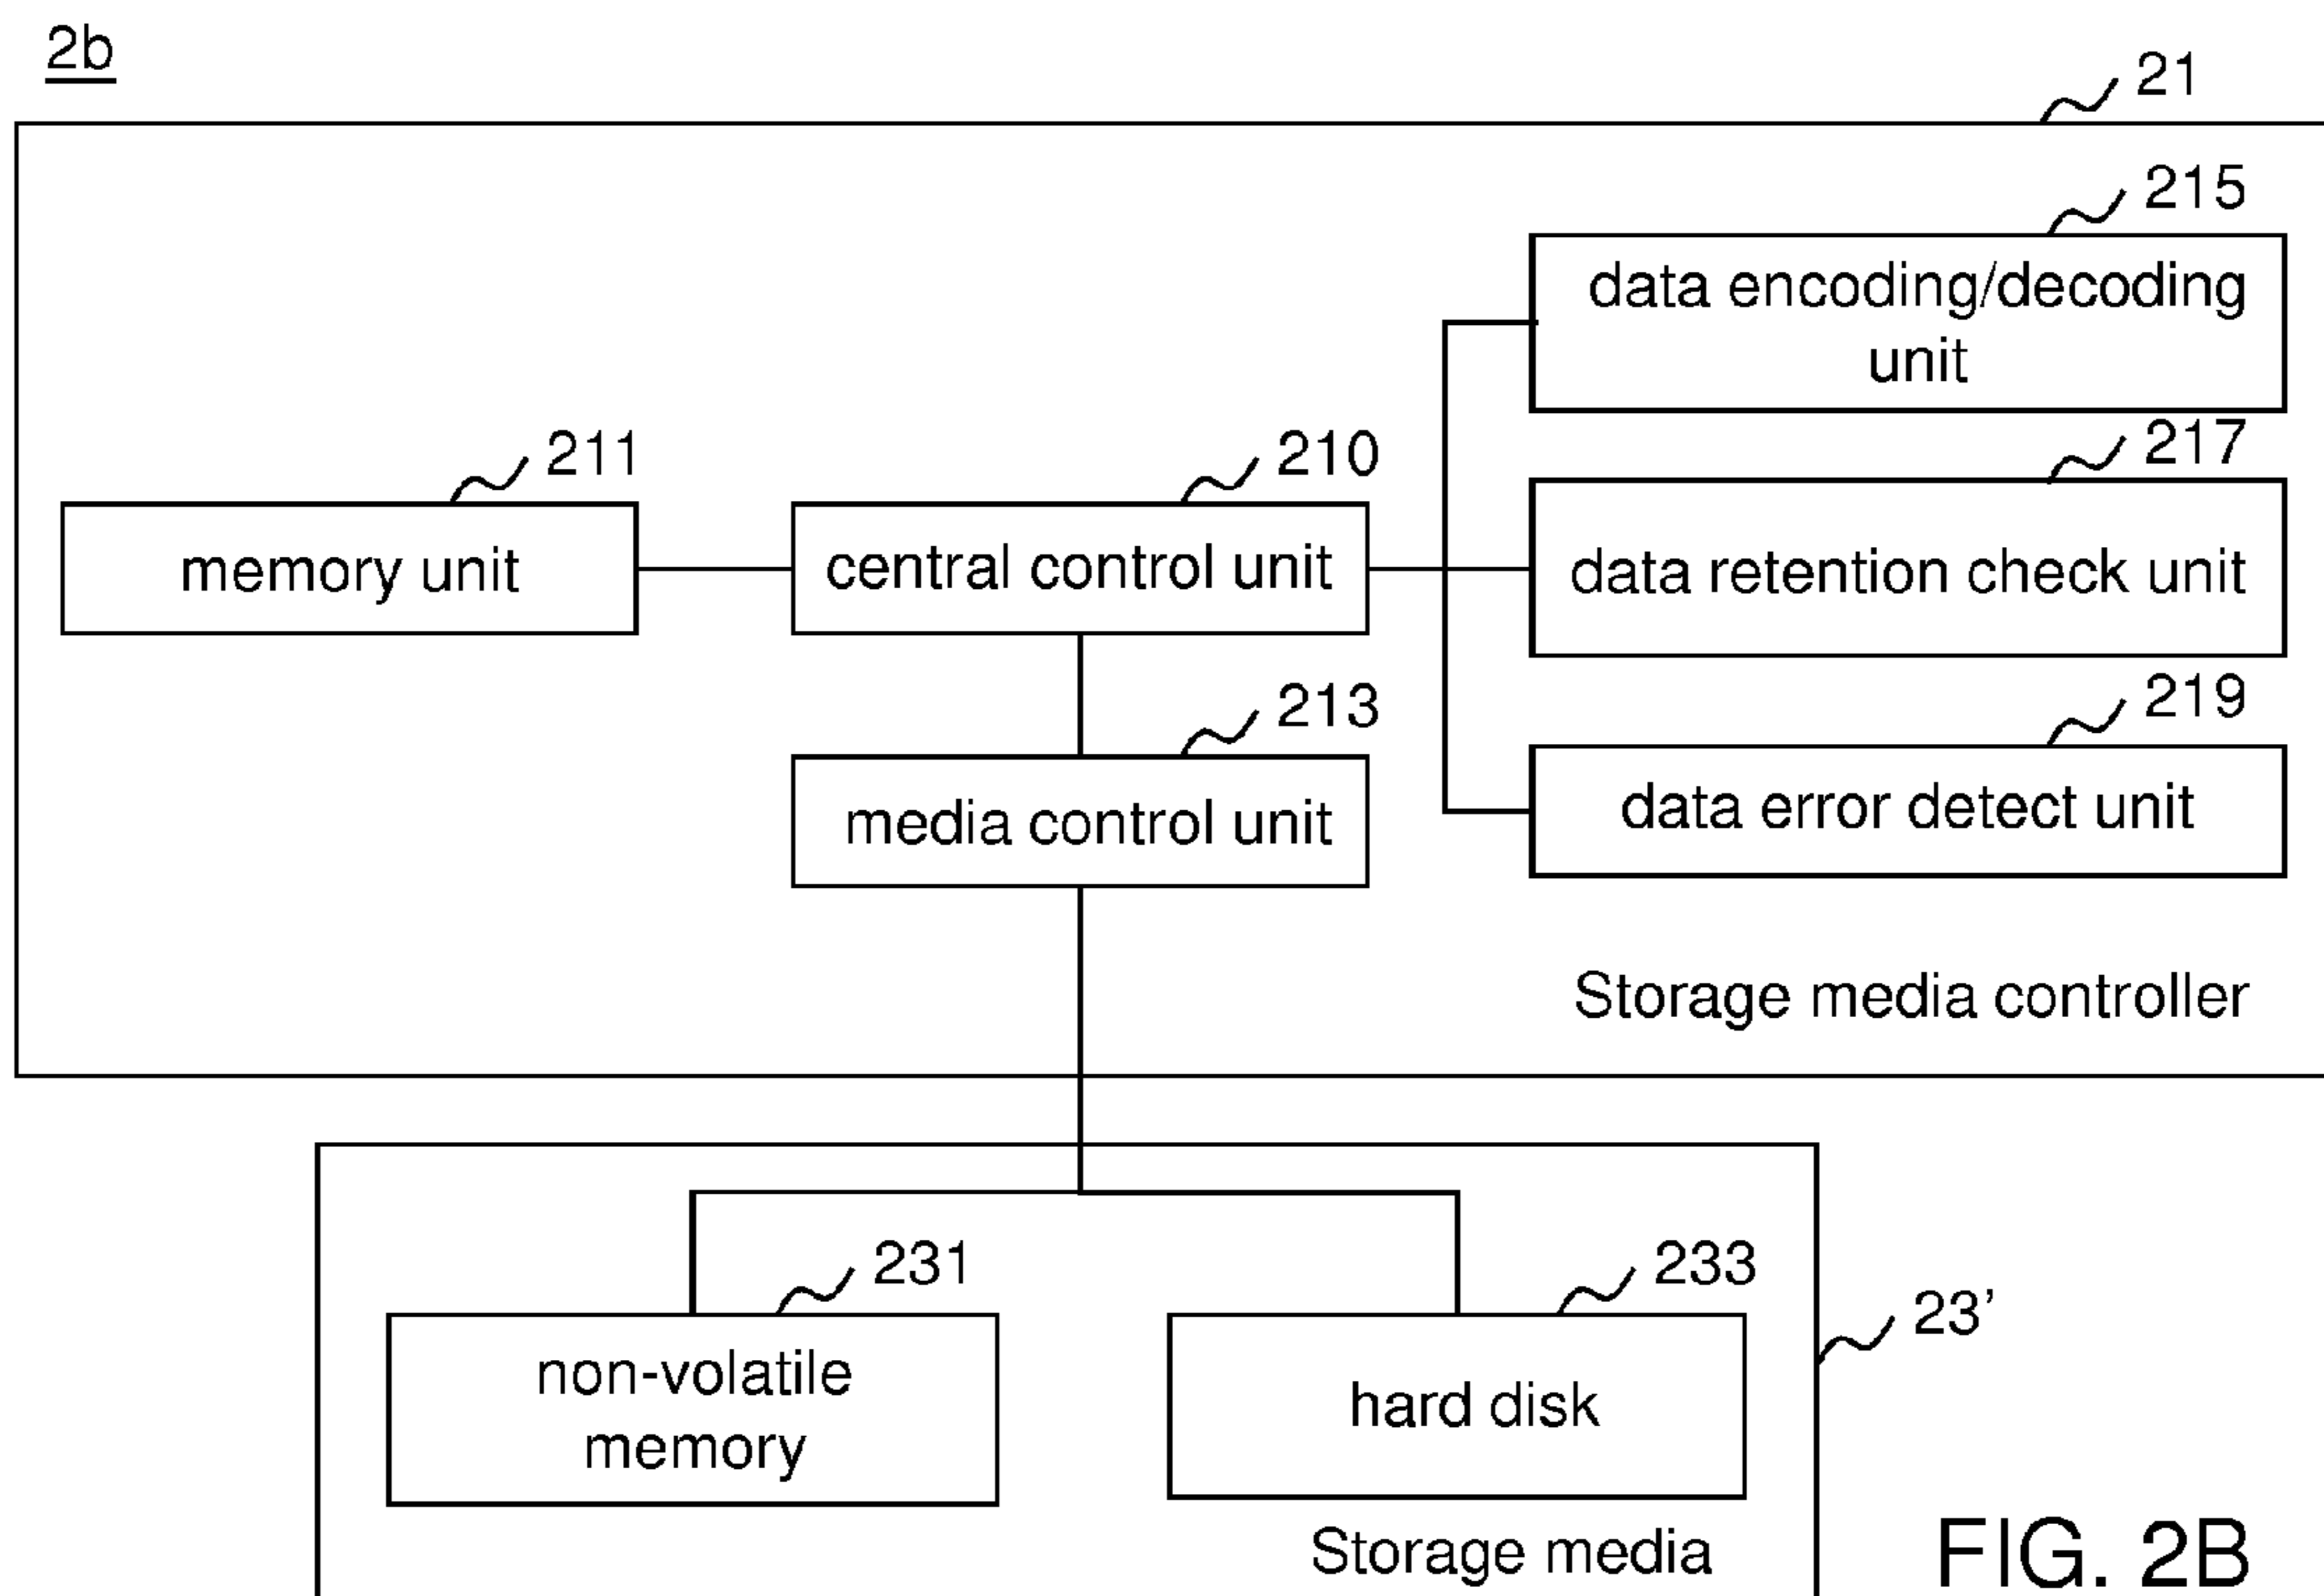 2b
21
215
data encoding/decoding
unit
217
211
210
memory unit
central control unit
data retention check unit
213
219
media control unit
data error detect unit
Storage media controller
231
233
23’
non-volatile
memory
hard disk
Storage media
FIG. 2B